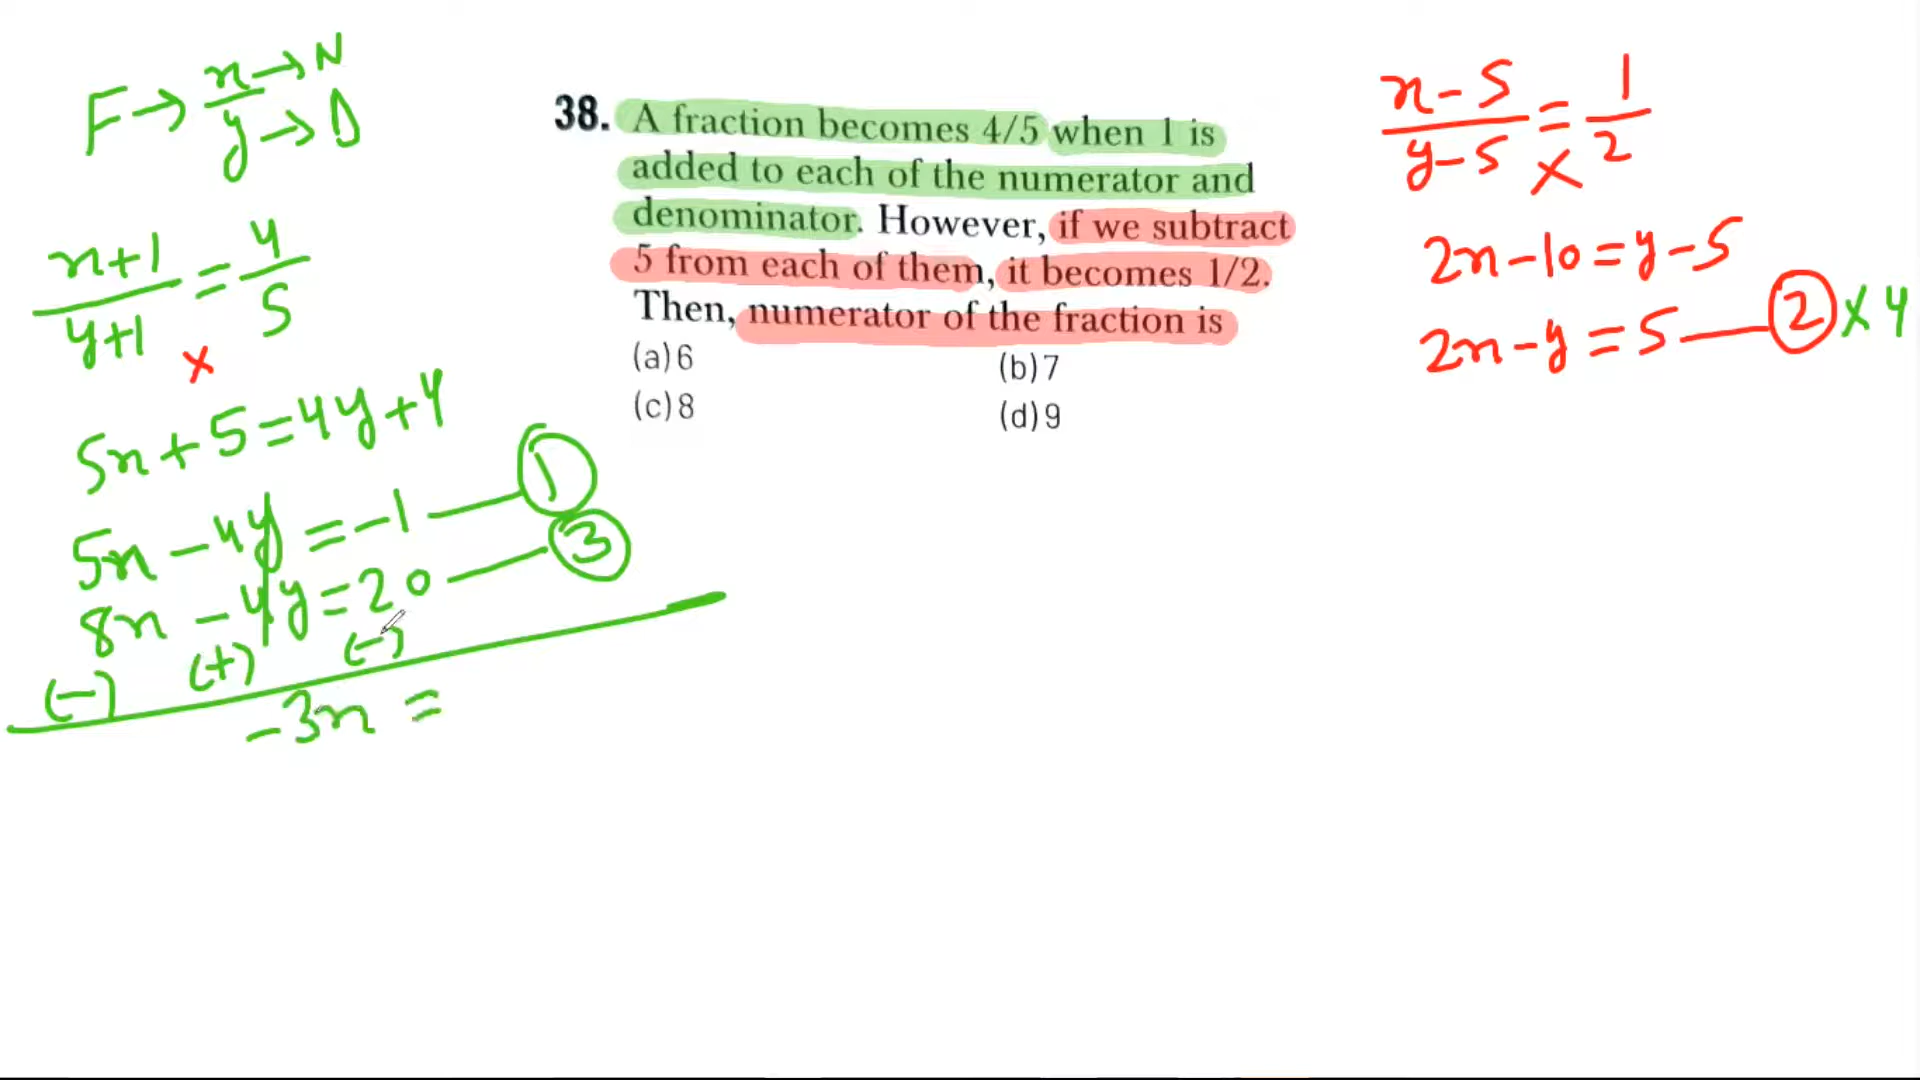 F → x → N
y → D
x+1 / y+1 = 4 / 5
×
5x + 5 = 4y + 4
5x - 4y = -1 — ①
8x - 4y = 20 — ③
(-) (+) (-)
-3x =
38. A fraction becomes 4/5 when 1 is
added to each of the numerator and
denominator. However, if we subtract
5 from each of them, it becomes 1/2.
Then, numerator of the fraction is
(a) 6 (b) 7
(c) 8 (d) 9
x - 5 / y - 5 = 1 / 2
×
2x - 10 = y - 5
2x - y = 5 — ② × 4